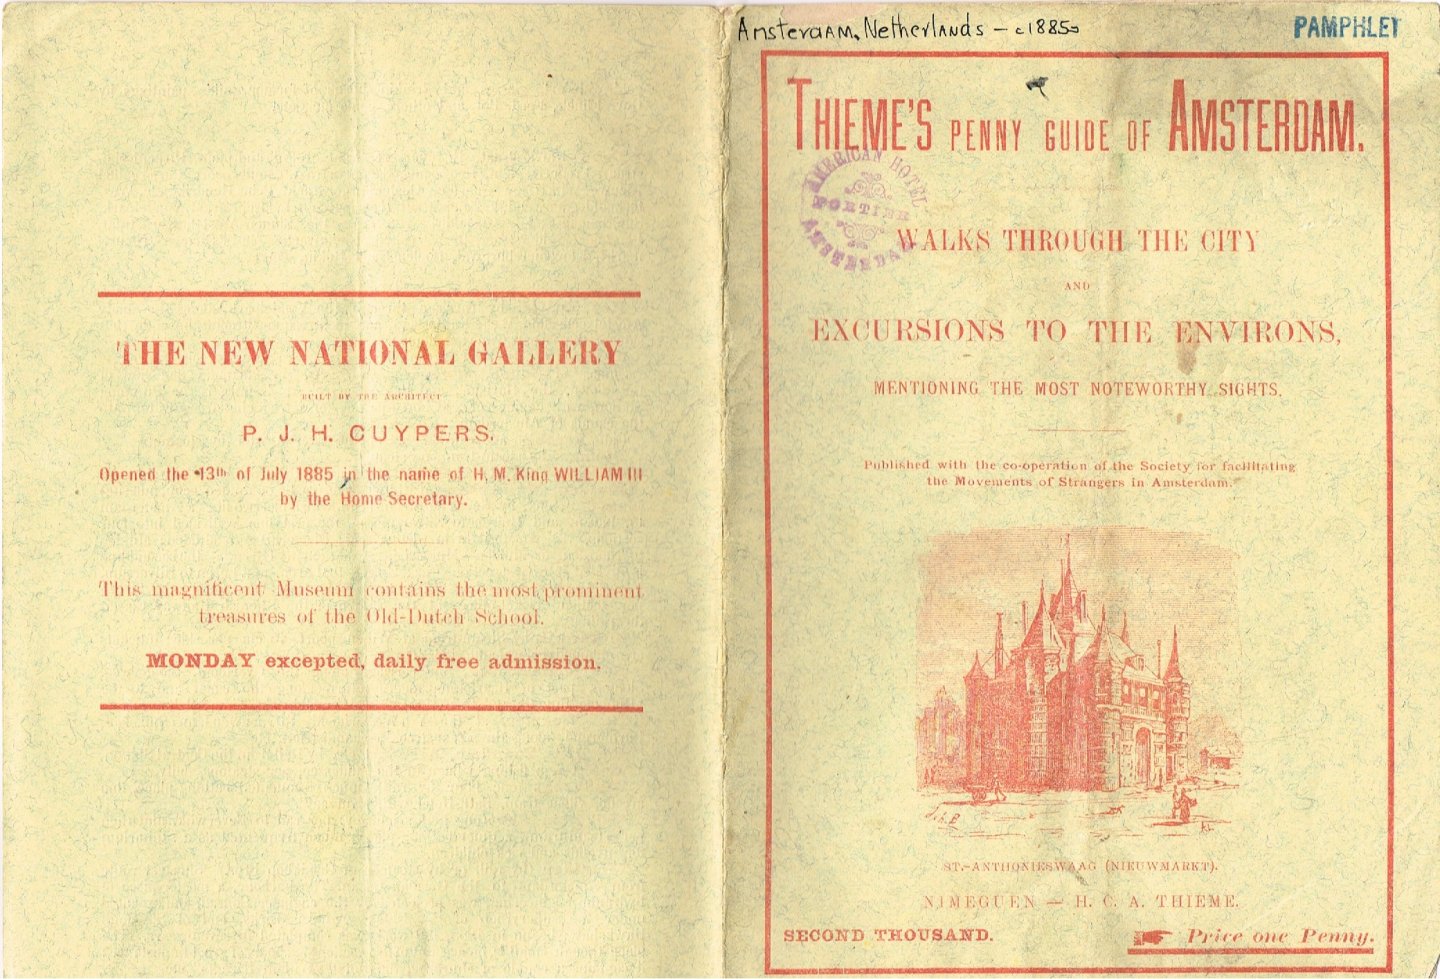 THE NEW NATIONAL GALLERY
BUILT BY THE ARCHITECT
P. J. H. CUYPERS.
Opened the 13th of July 1885 in the name of H. M. King WILLIAM III
by the Home Secretary.
This magnificent Museum contains the most prominent
treasures of the Old-Dutch School.
MONDAY excepted, daily free admission.
Amsterdam, Netherlands - c1885
PAMPHLET
THIEME'S PENNY GUIDE OF AMSTERDAM.
AMERICAN HOTEL
PORTIER
AMSTERDAM
WALKS THROUGH THE CITY
AND
EXCURSIONS TO THE ENVIRONS,
MENTIONING THE MOST NOTEWORTHY SIGHTS.
Published with the co-operation of the Society for facilitating
the Movements of Strangers in Amsterdam.
ST.-ANTHONIESWAAG (NIEUWMARKT).
NIMEGUEN — H. C. A. THIEME.
SECOND THOUSAND.
Price one Penny.